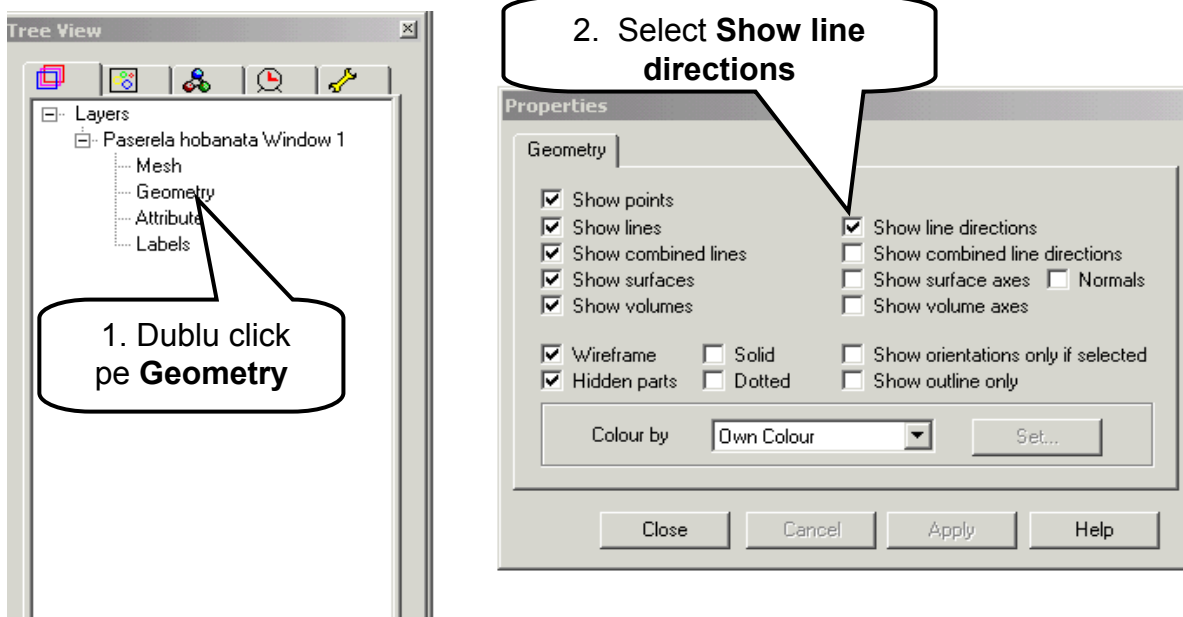 Tree View
Layers
Paserela hobanata Window 1
Mesh
Geometry
Attribute
Labels
1. Dublu click
pe Geometry
2. Select Show line
directions
Properties
Geometry
Show points
Show lines
Show line directions
Show combined lines
Show combined line directions
Show surfaces
Show surface axes
Normals
Show volumes
Show volume axes
Wireframe
Solid
Show orientations only if selected
Hidden parts
Dotted
Show outline only
Colour by
Own Colour
Set...
Close
Cancel
Apply
Help